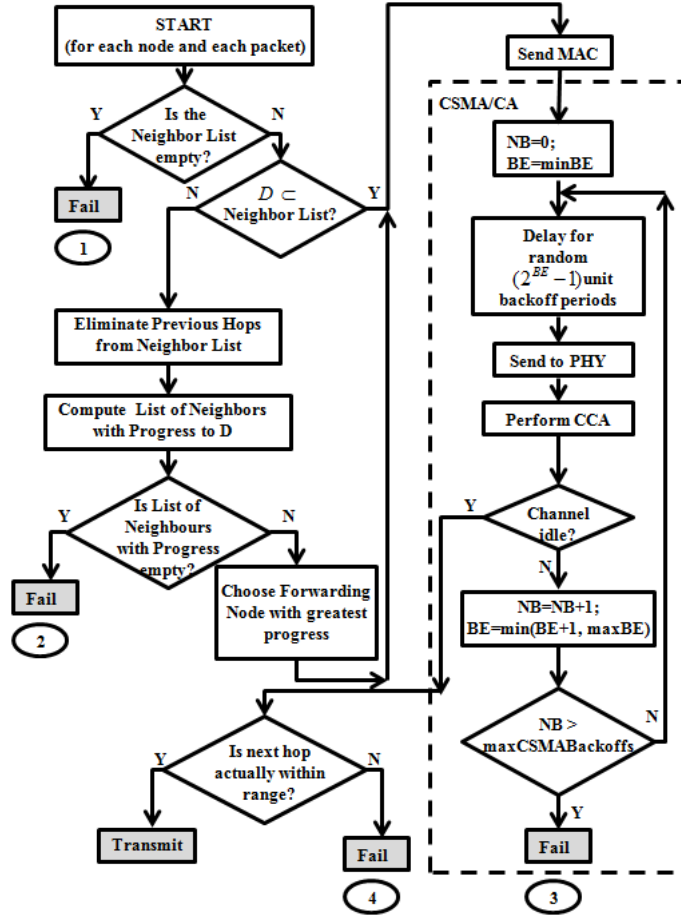 START
(for each node and each packet)
Y
Is the
Neighbor List
empty?
N
Fail
1
N
D ⊂
Neighbor List?
Y
Eliminate Previous Hops
from Neighbor List
Compute List of Neighbors
with Progress to D
Y
Is List of
Neighbours
with Progress
empty?
N
Fail
2
Choose Forwarding
Node with greatest
progress
Send MAC
CSMA/CA
NB=0;
BE=minBE
Delay for
random
(2^BE −1)unit
backoff periods
Send to PHY
Perform CCA
Y
Channel
idle?
N
NB=NB+1;
BE=min(BE+1, maxBE)
NB >
maxCSMABackoffs
N
Y
Fail
3
Y
Is next hop
actually within
range?
N
Transmit
Fail
4